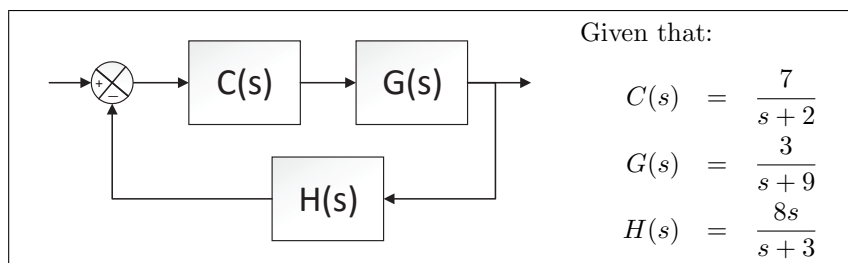 Given that:
+
−
C(s)
G(s)
H(s)
C(s) = 7 / (s + 2)
G(s) = 3 / (s + 9)
H(s) = 8s / (s + 3)